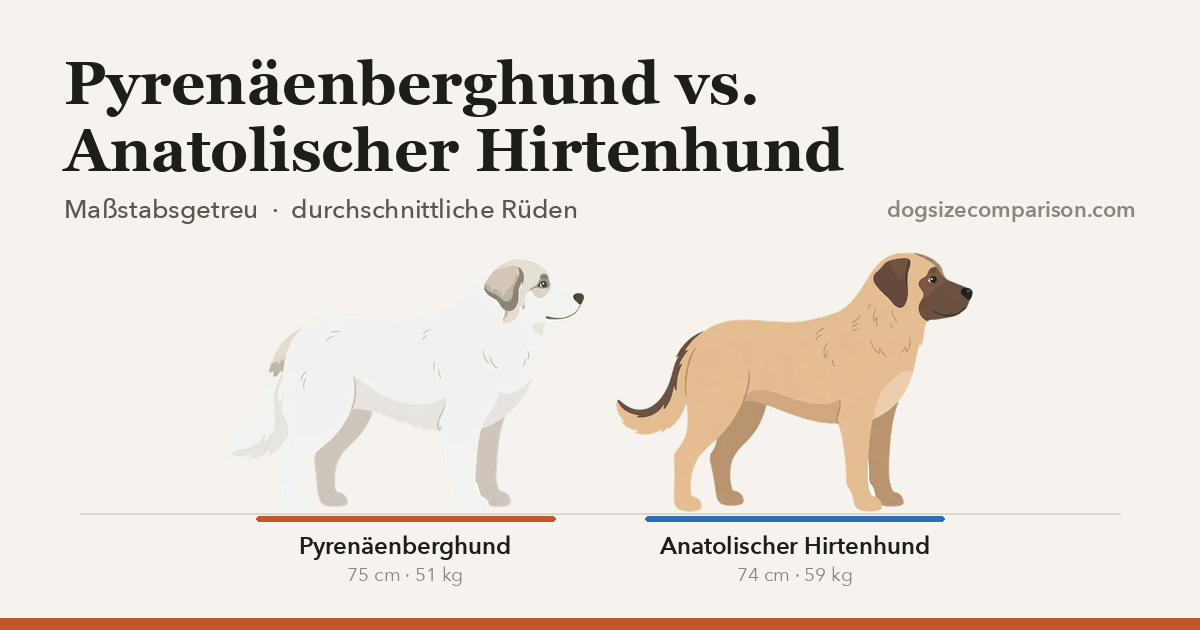 Pyrenäenberghund vs.
Anatolischer Hirtenhund
Maßstabsgetreu · durchschnittliche Rüden
dogsizecomparison.com
Pyrenäenberghund
75 cm · 51 kg
Anatolischer Hirtenhund
74 cm · 59 kg